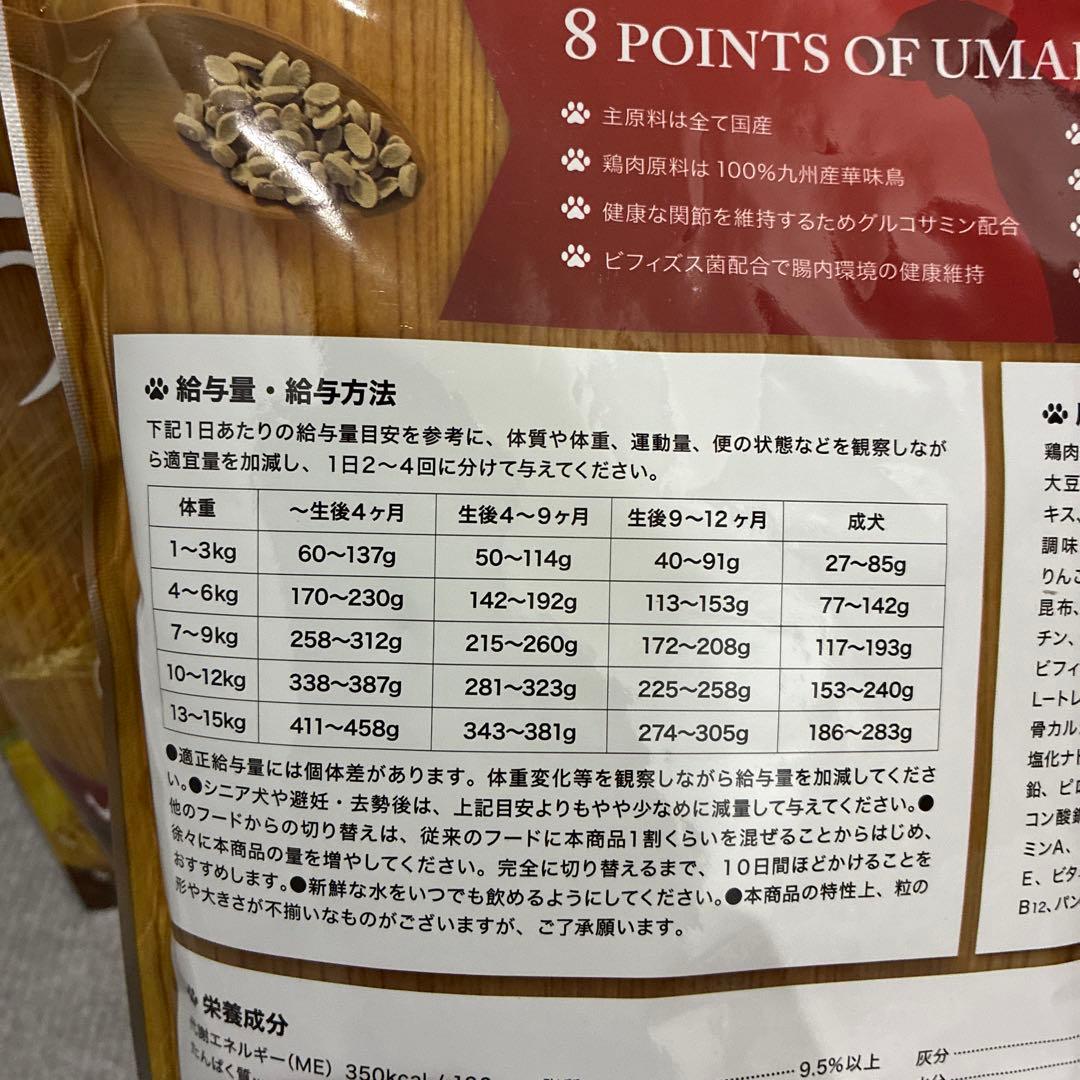 8 POINTS OF UMA
主原料は全て国産
鶏肉原料は100%九州産華味鳥
健康な関節を維持するためグルコサミン配合
ビフィズス菌配合で腸内環境の健康維持
給与量・給与方法
下記1日あたりの給与量目安を参考に、体質や体重、運動量、便の状態などを観察しなが
ら適宜量を加減し、1日2〜4回に分けて与えてください。
体重 〜生後4ヶ月 生後4〜9ヶ月 生後9〜12ヶ月 成犬
1〜3kg 60〜137g 50〜114g 40〜91g 27〜85g
4〜6kg 170〜230g 142〜192g 113〜153g 77〜142g
7〜9kg 258〜312g 215〜260g 172〜208g 117〜193g
10〜12kg 338〜387g 281〜323g 225〜258g 153〜240g
13〜15kg 411〜458g 343〜381g 274〜305g 186〜283g
●適正給与量には個体差があります。体重変化等を観察しながら給与量を加減してくださ
い。●シニア犬や避妊・去勢後は、上記目安よりもやや少なめに減量して与えてください。●
他のフードからの切り替えは、従来のフードに本商品1割くらいを混ぜることからはじめ、
徐々に本商品の量を増やしてください。完全に切り替えるまで、10日間ほどかけることを
おすすめします。●新鮮な水をいつでも飲めるようにしてください。●本商品の特性上、粒の
形や大きさが不揃いなものがございますが、ご了承願います。
鶏肉
大豆
キス、
調味
りんご
昆布、
チン、
ビフィ
L-トレ
骨カル
塩化ナト
鉛、ピロ
コン酸
ミンA、
E、ビタ
B12、パン
栄養成分
代謝エネルギー(ME) 350kcal
たんぱく質
9.5%以上
灰分